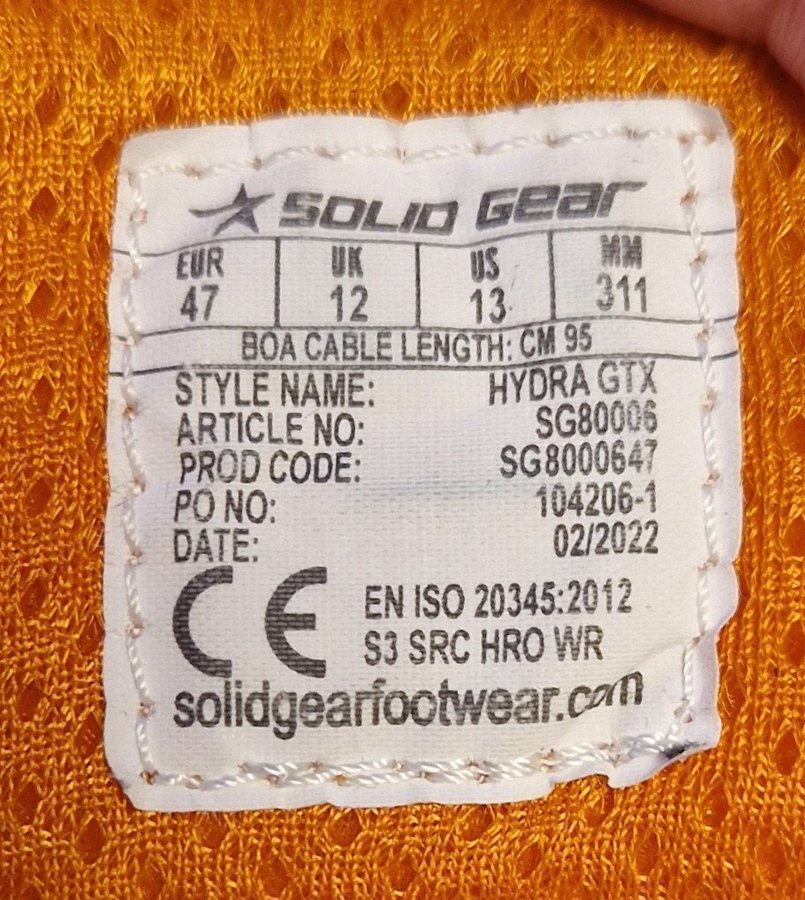 SOLID GEAR
EUR UK US MM
47 12 13 311
BOA CABLE LENGTH: CM 95
STYLE NAME: HYDRA GTX
ARTICLE NO: SG80006
PROD CODE: SG8000647
PO NO: 104206-1
DATE: 02/2022
CE EN ISO 20345:2012
S3 SRC HRO WR
solidgearfootwear.com